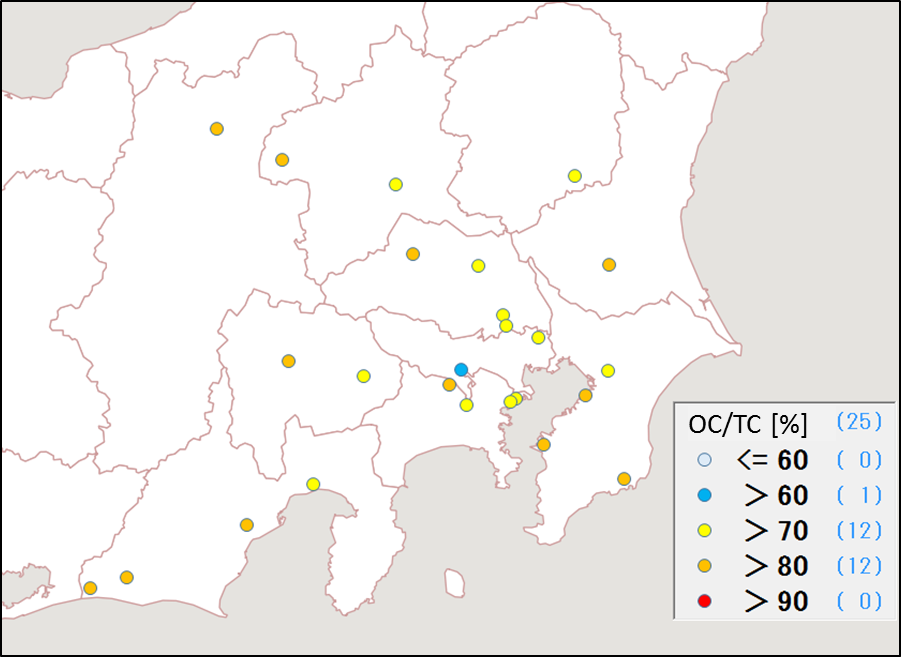 OC/TC [%] (25)
<= 60 ( 0)
> 60 ( 1)
> 70 (12)
> 80 (12)
> 90 ( 0)